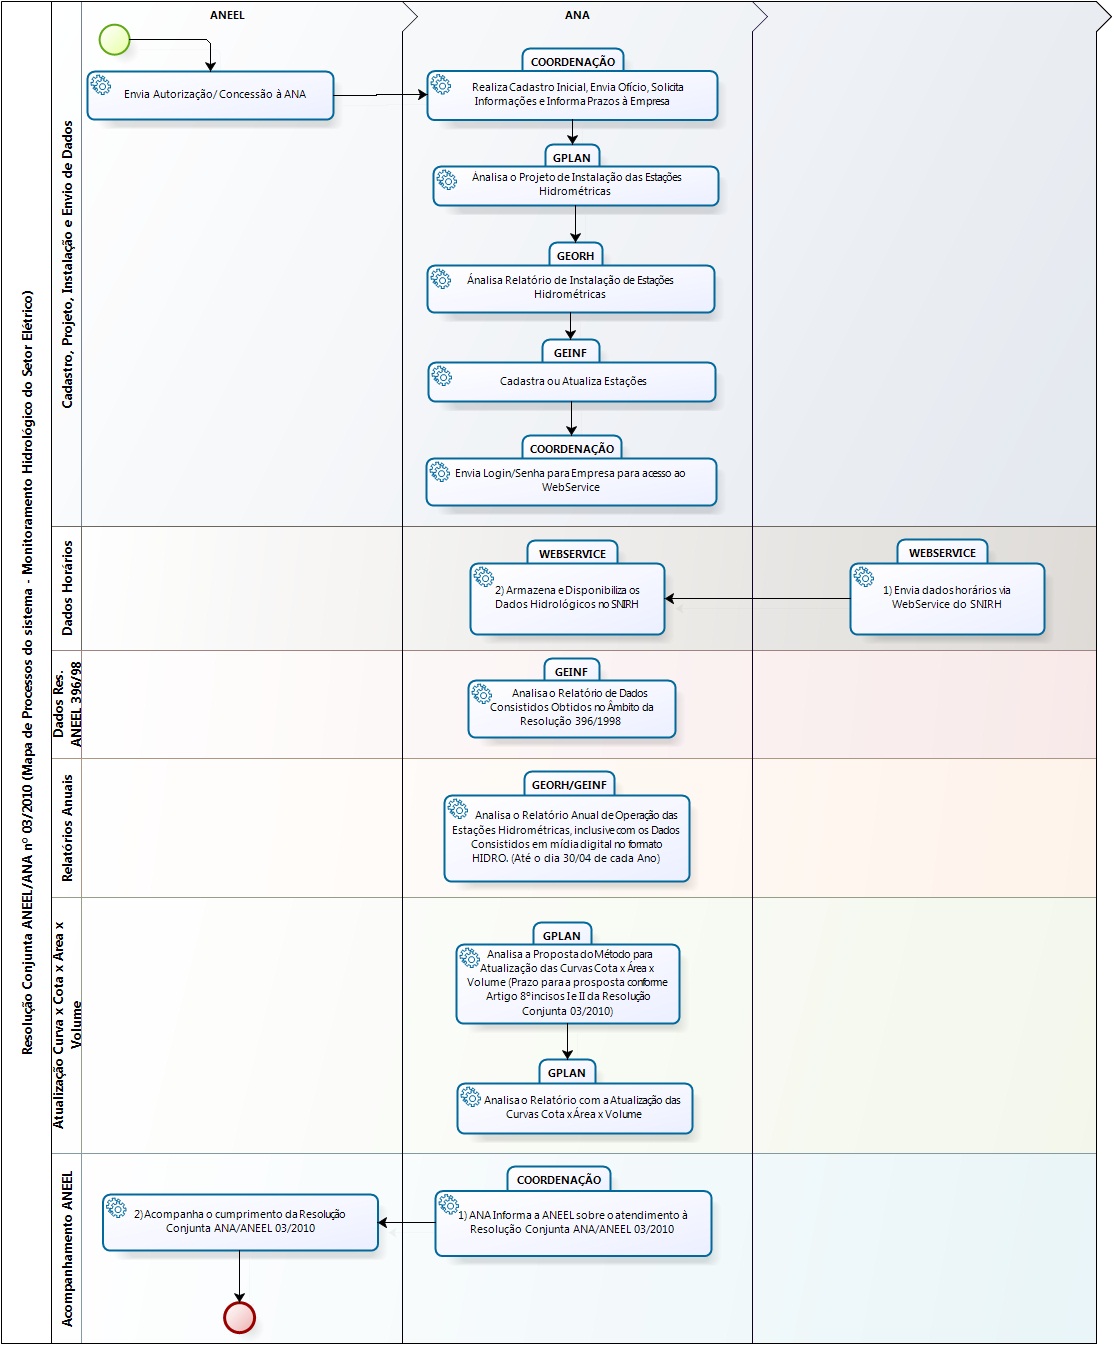 Resolução Conjunta ANEEL/ANA nº 03/2010 (Mapa de Processos do sistema - Monitoramento Hidrológico do Setor Elétrico)
ANEEL
ANA
Cadastro, Projeto, Instalação e Envio de Dados
Envia Autorização/ Concessão à ANA
COORDENAÇÃO
Realiza Cadastro Inicial, Envia Ofício, Solicita
Informações e Informa Prazos à Empresa
GPLAN
Analisa o Projeto de Instalação das Estações
Hidrométricas
GEORH
Ánalisa Relatório de Instalação de Estações
Hidrométricas
GEINF
Cadastra ou Atualiza Estações
COORDENAÇÃO
Envia Login/Senha para Empresa para acesso ao
WebService
Dados Horários
WEBSERVICE
2) Armazena e Disponibiliza os
Dados Hidrológicos no SNIRH
WEBSERVICE
1) Envia dados horários via
WebService do SNIRH
Dados Res.
ANEEL 396/98
GEINF
Analisa o Relatório de Dados
Consistidos Obtidos no Âmbito da
Resolução 396/1998
Relatórios Anuais
GEORH/GEINF
Analisa o Relatório Anual de Operação das
Estações Hidrométricas, inclusive com os Dados
Consistidos em mídia digital no formato
HIDRO. (Até o dia 30/04 de cada Ano)
Atualização Curva x Cota x Área x
Volume
GPLAN
Analisa a Proposta do Método para
Atualização das Curvas Cota x Área x
Volume (Prazo para a prosposta conforme
Artigo 8º incisos I e II da Resolução
Conjunta 03/2010)
GPLAN
Analisa o Relatório com a Atualização das
Curvas Cota x Área x Volume
Acompanhamento ANEEL
COORDENAÇÃO
1) ANA Informa a ANEEL sobre o atendimento à
Resolução Conjunta ANA/ANEEL 03/2010
2) Acompanha o cumprimento da Resolução
Conjunta ANA/ANEEL 03/2010